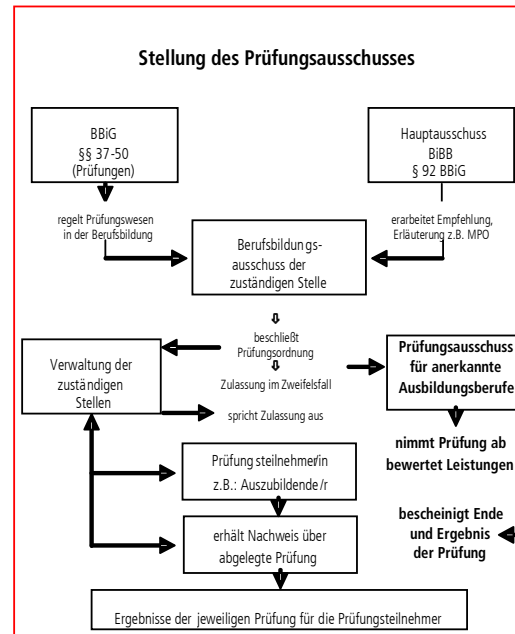 Stellung des Prüfungsausschusses
BBiG
§§ 37-50
(Prüfungen)
Hauptausschuss
BiBB
§ 92 BBiG
regelt Prüfungswesen
in der Berufsbildung
erarbeitet Empfehlung,
Erläuterung z.B. MPO
Berufsbildungs-
ausschuss der
zuständigen Stelle
beschließt
Prüfungsordnung
Verwaltung der
zuständigen
Stellen
Zulassung im Zweifelsfall
spricht Zulassung aus
Prüfungsausschuss
für anerkannte
Ausbildungsberufe
nimmt Prüfung ab
bewertet Leistungen
Prüfung steilnehmer/in
z.B.: Auszubildende/r
bescheinigt Ende
und Ergebnis
der Prüfung
erhält Nachweis über
abgelegte Prüfung
Ergebnisse der jeweiligen Prüfung für die Prüfungsteilnehmer